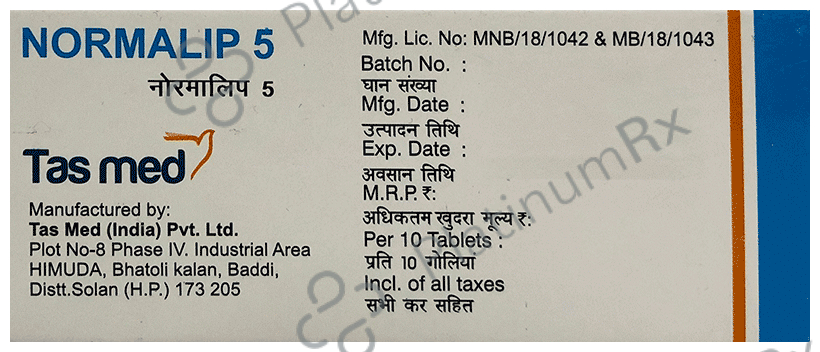 NORMALIP 5
नोरमालिप 5
Tas med
Manufactured by:
Tas Med (India) Pvt. Ltd.
Plot No-8 Phase IV. Industrial Area
HIMUDA, Bhatoli kalan, Baddi,
Distt.Solan (H.P.) 173 205
Mfg. Lic. No: MNB/18/1042 & MB/18/1043
Batch No. :
घान संख्या
Mfg. Date :
उत्पादन तिथि
Exp. Date :
अवसान तिथि
M.R.P. ₹:
अधिकतम खुदरा मूल्य ₹:
Per 10 Tablets :
प्रति 10 गोलियां
Incl. of all taxes
सभी कर सहित
PlatinumRx